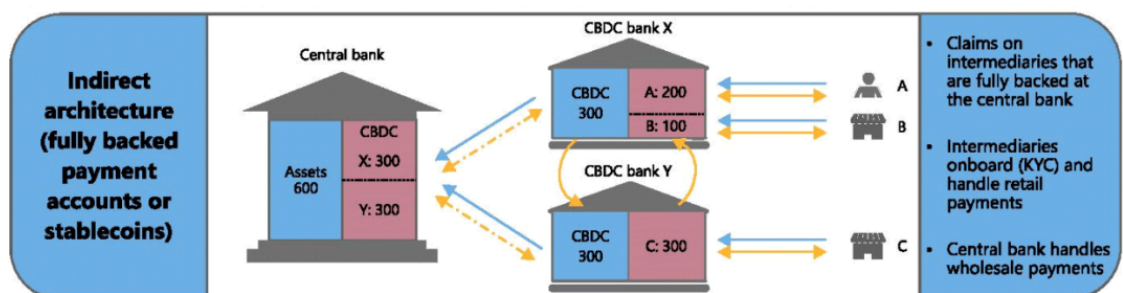 Indirect
architecture
(fully backed
payment
accounts or
stablecoins)
Central bank
Assets
600
CBDC
X: 300
Y: 300
CBDC bank X
CBDC
300
A: 200
B: 100
CBDC bank Y
CBDC
300
C: 300
A
B
C
• Claims on
intermediaries that
are fully backed at
the central bank
• Intermediaries
onboard (KYC) and
handle retail
payments
• Central bank handles
wholesale payments